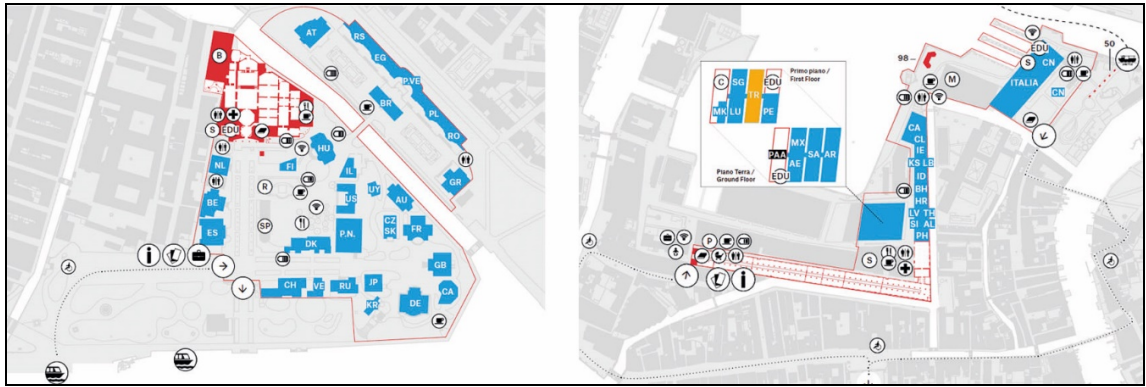 AT
RS
EG
P.VE
B
BR
PL
RO
S EDU
HU
NL
FI
IL
GR
R
UY
US
AU
BE
SP
CZ
SK
FR
ES
P.N.
DK
GB
CH
VE
RU
JP
CA
KR
DE
EDU
50
S
CN
98
ITALIA
M
CN
Primo piano /
First Floor
C
SG
TR
EDU
MK
LU
PE
MX
PAA
AE
SA
AR
EDU
Piano Terra /
Ground Floor
CA
CL
IE
KS LB
ID
BH
HR
LV TH
SI AL
PH
P
S
i
i